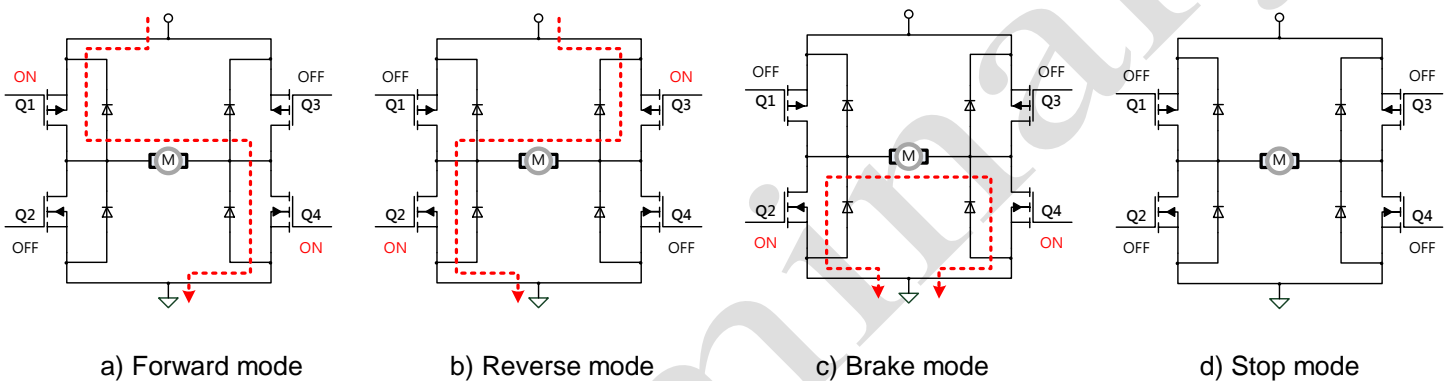 ON
OFF
Q1
Q3
M
Q2
Q4
OFF
ON
a) Forward mode
OFF
ON
Q1
Q3
M
Q2
Q4
ON
OFF
b) Reverse mode
OFF
OFF
Q1
Q3
M
Q2
Q4
ON
ON
c) Brake mode
OFF
OFF
Q1
Q3
M
Q2
Q4
OFF
OFF
d) Stop mode
minar